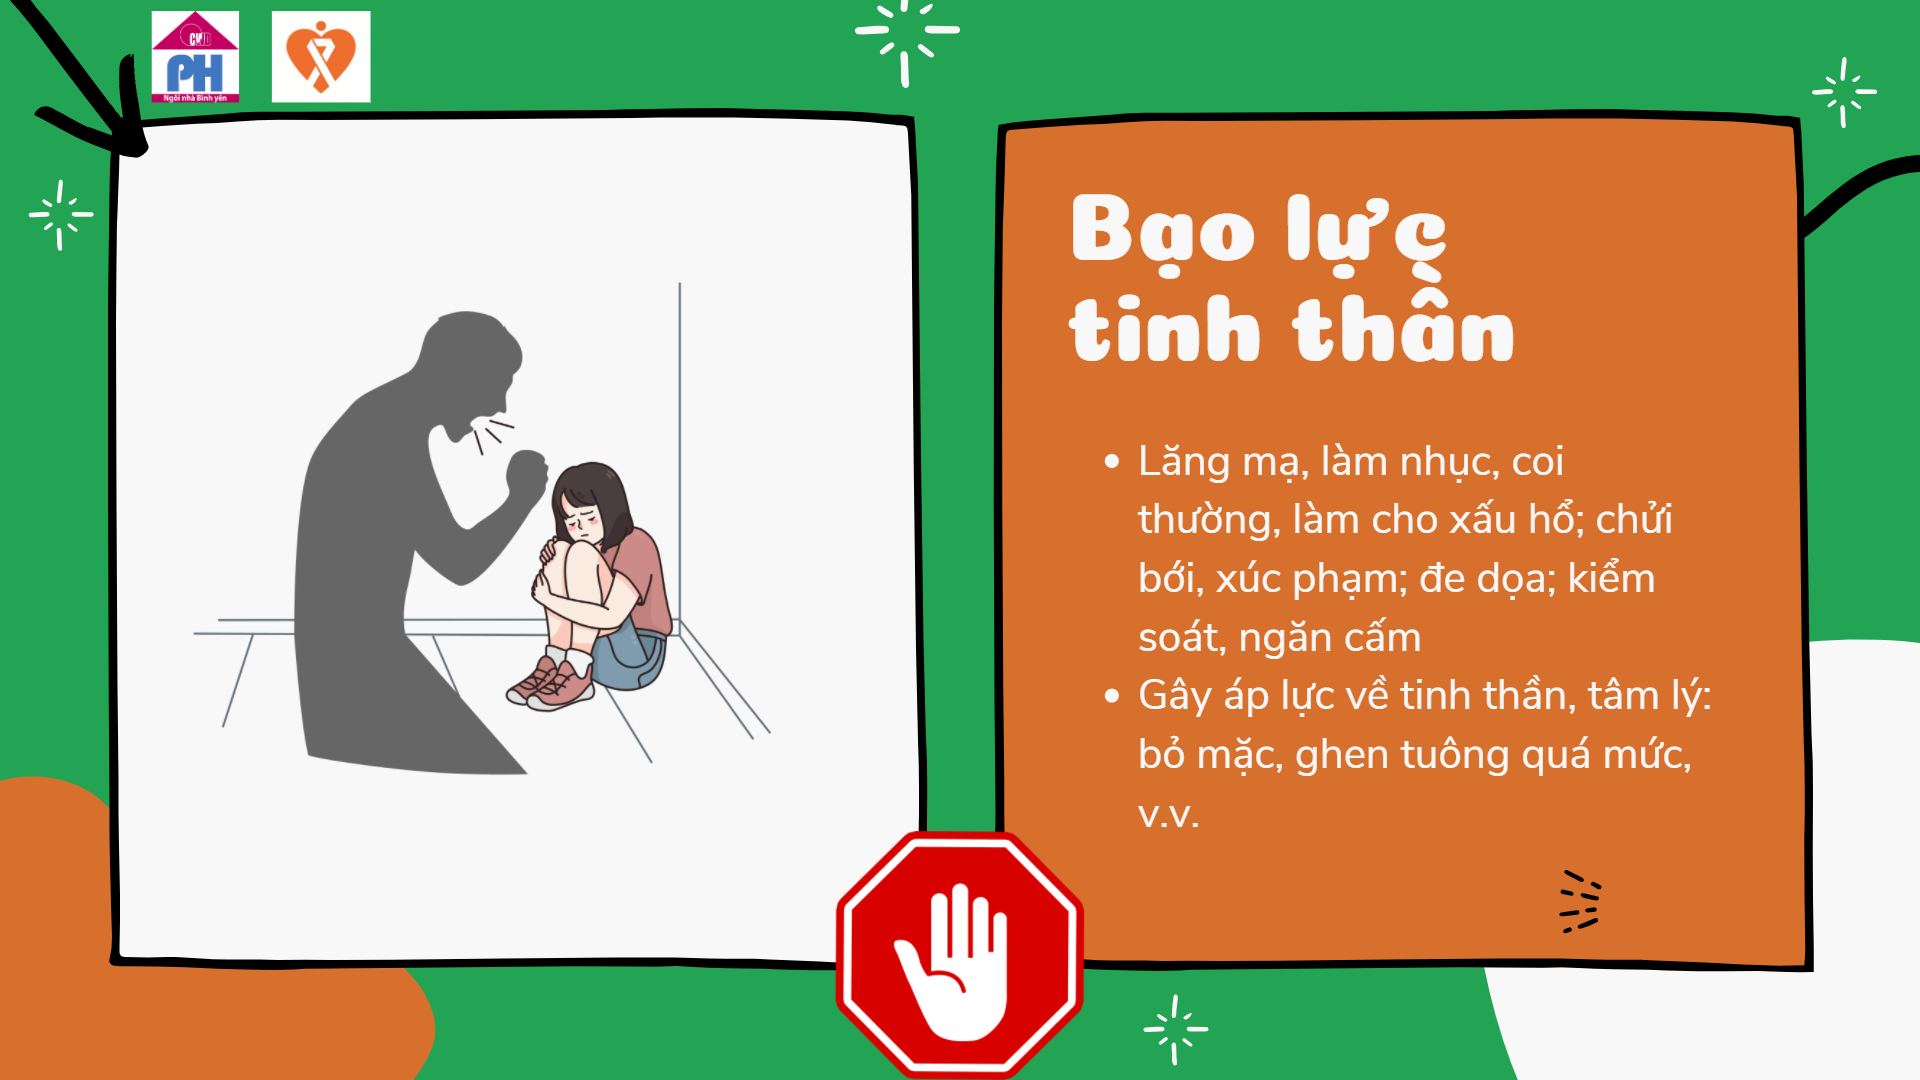 CWD
PH
Ngôi nhà Bình yên
Bạo lực
tinh thần
Lăng mạ, làm nhục, coi
thường, làm cho xấu hổ; chửi
bới, xúc phạm; đe dọa; kiểm
soát, ngăn cấm
Gây áp lực về tinh thần, tâm lý:
bỏ mặc, ghen tuông quá mức,
v.v.